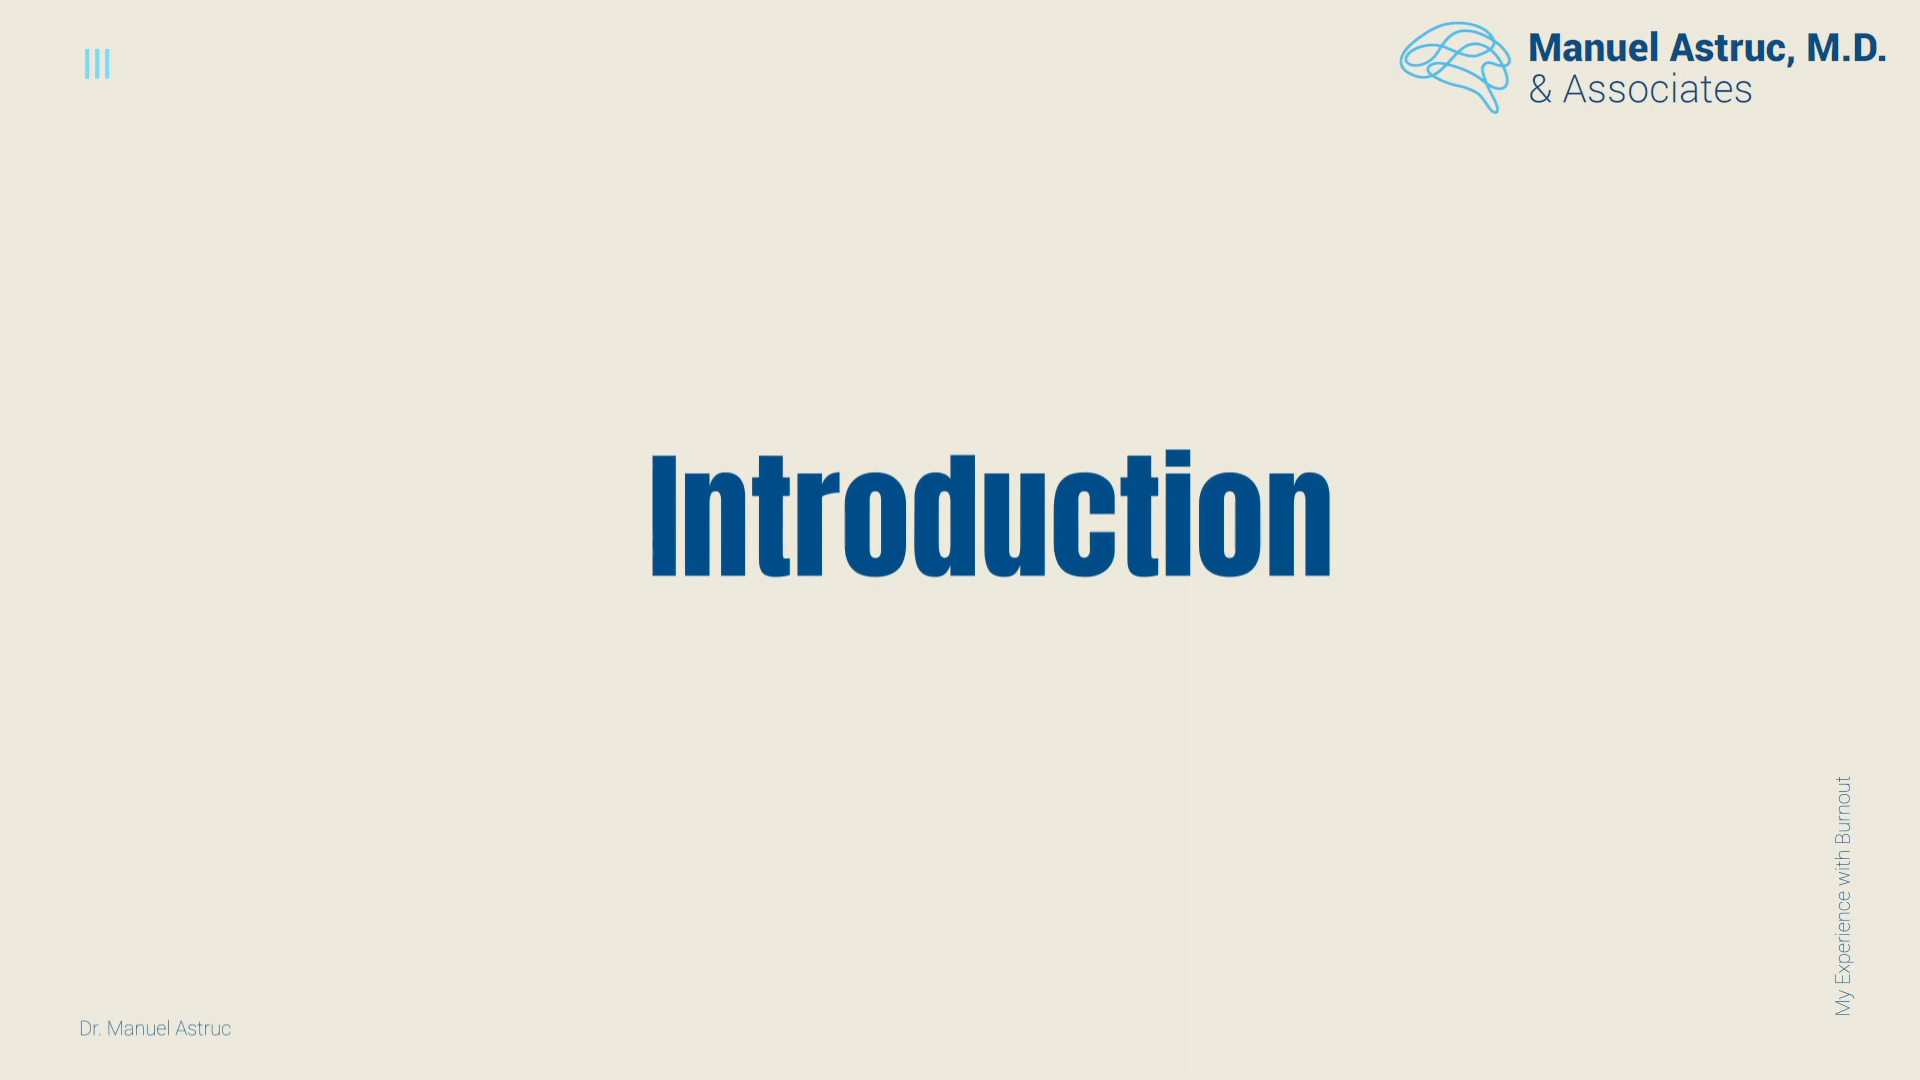 Manuel Astruc, M.D.
& Associates
Introduction
My Experience with Burnout
Dr. Manuel Astruc